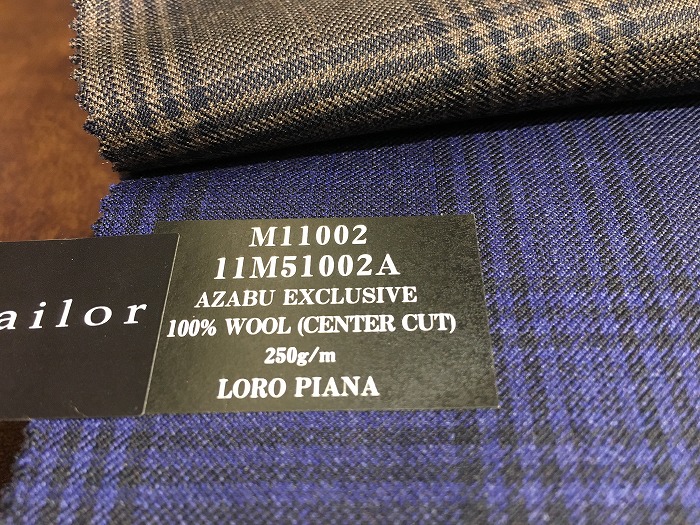 ailor
M11002
11M51002A
AZABU EXCLUSIVE
100% WOOL (CENTER CUT)
250g/m
LORO PIANA